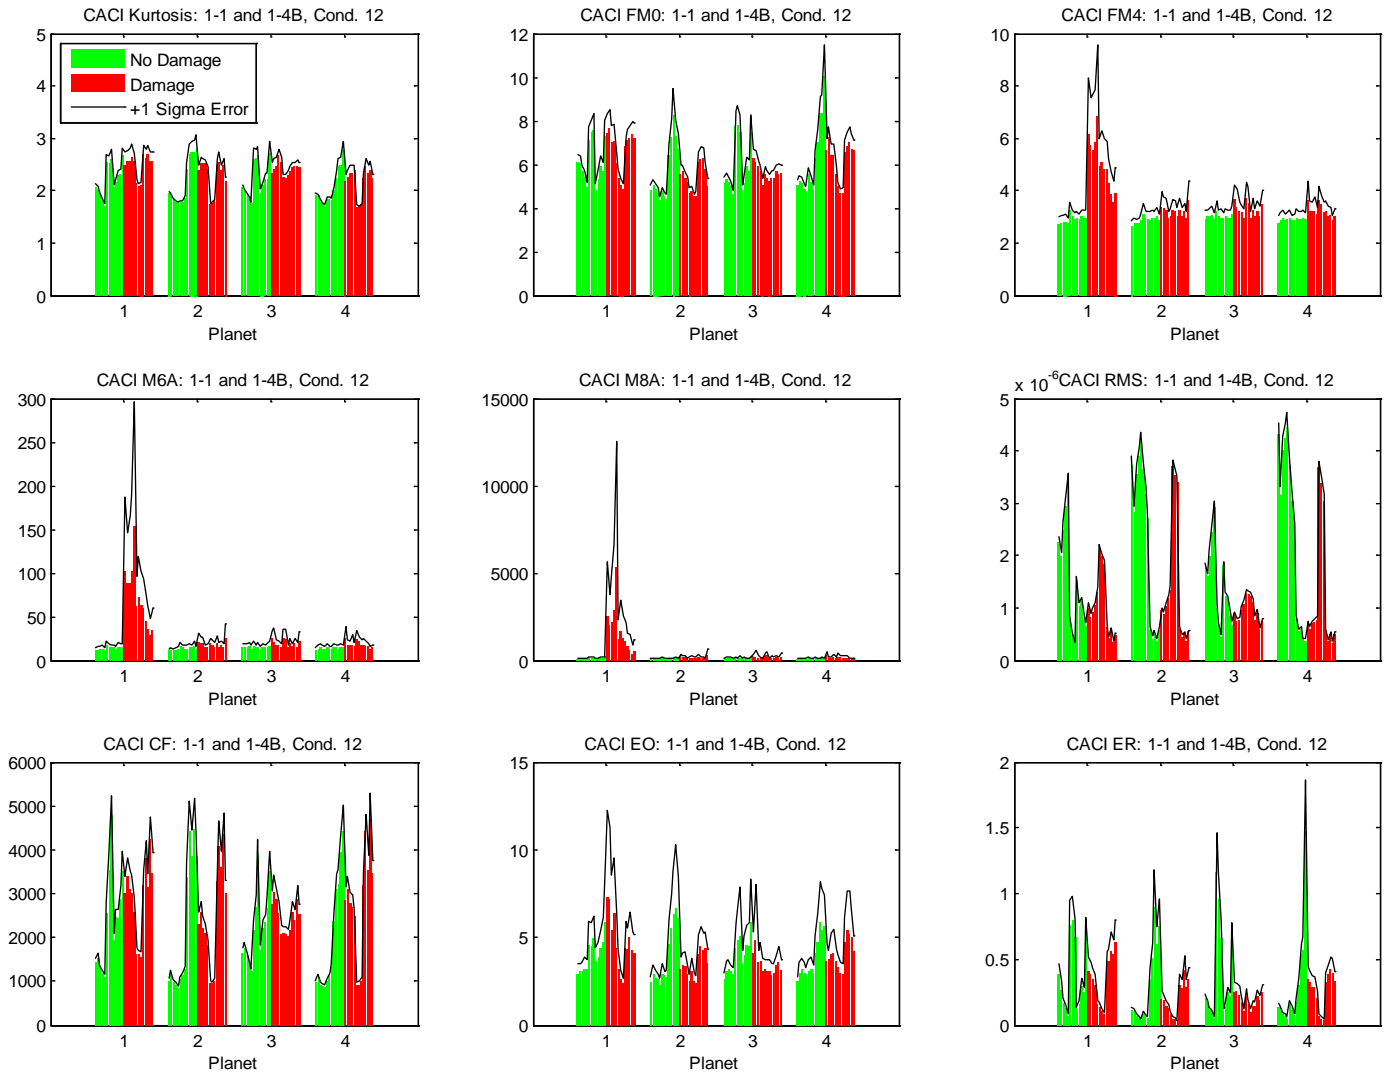 CACI Kurtosis: 1-1 and 1-4B, Cond. 12
5
4
3
2
1
0
No Damage
Damage
+1 Sigma Error
1 2 3 4
Planet
CACI FM0: 1-1 and 1-4B, Cond. 12
12
10
8
6
4
2
0
1 2 3 4
Planet
CACI FM4: 1-1 and 1-4B, Cond. 12
10
8
6
4
2
0
1 2 3 4
Planet
CACI M6A: 1-1 and 1-4B, Cond. 12
300
250
200
150
100
50
0
1 2 3 4
Planet
CACI M8A: 1-1 and 1-4B, Cond. 12
15000
10000
5000
0
1 2 3 4
Planet
x 10-6 CACI RMS: 1-1 and 1-4B, Cond. 12
5
4
3
2
1
0
1 2 3 4
Planet
CACI CF: 1-1 and 1-4B, Cond. 12
6000
5000
4000
3000
2000
1000
0
1 2 3 4
Planet
CACI EO: 1-1 and 1-4B, Cond. 12
15
10
5
0
1 2 3 4
Planet
CACI ER: 1-1 and 1-4B, Cond. 12
2
1.5
1
0.5
0
1 2 3 4
Planet